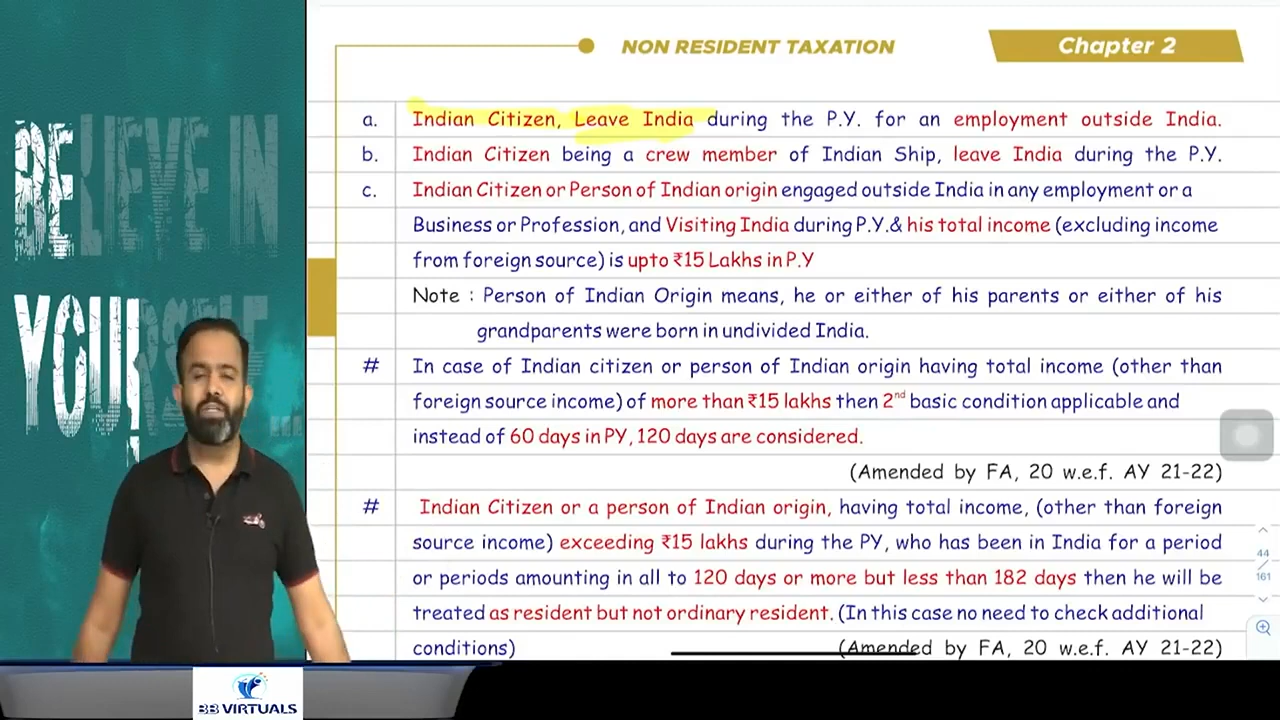 BELIEVE IN
YOURSELF...
BB VIRTUALS
NON RESIDENT TAXATION
Chapter 2
a. Indian Citizen, Leave India during the P.Y. for an employment outside India.
b. Indian Citizen being a crew member of Indian Ship, leave India during the P.Y.
c. Indian Citizen or Person of Indian origin engaged outside India in any employment or a
Business or Profession, and Visiting India during P.Y.& his total income (excluding income
from foreign source) is upto ₹15 Lakhs in P.Y
Note : Person of Indian Origin means, he or either of his parents or either of his
grandparents were born in undivided India.
# In case of Indian citizen or person of Indian origin having total income (other than
foreign source income) of more than ₹15 lakhs then 2nd basic condition applicable and
instead of 60 days in PY, 120 days are considered.
(Amended by FA, 20 w.e.f. AY 21-22)
# Indian Citizen or a person of Indian origin, having total income, (other than foreign
source income) exceeding ₹15 lakhs during the PY, who has been in India for a period
or periods amounting in all to 120 days or more but less than 182 days then he will be
treated as resident but not ordinary resident. (In this case no need to check additional
conditions) (Amended by FA, 20 w.e.f. AY 21-22)
44
/
161